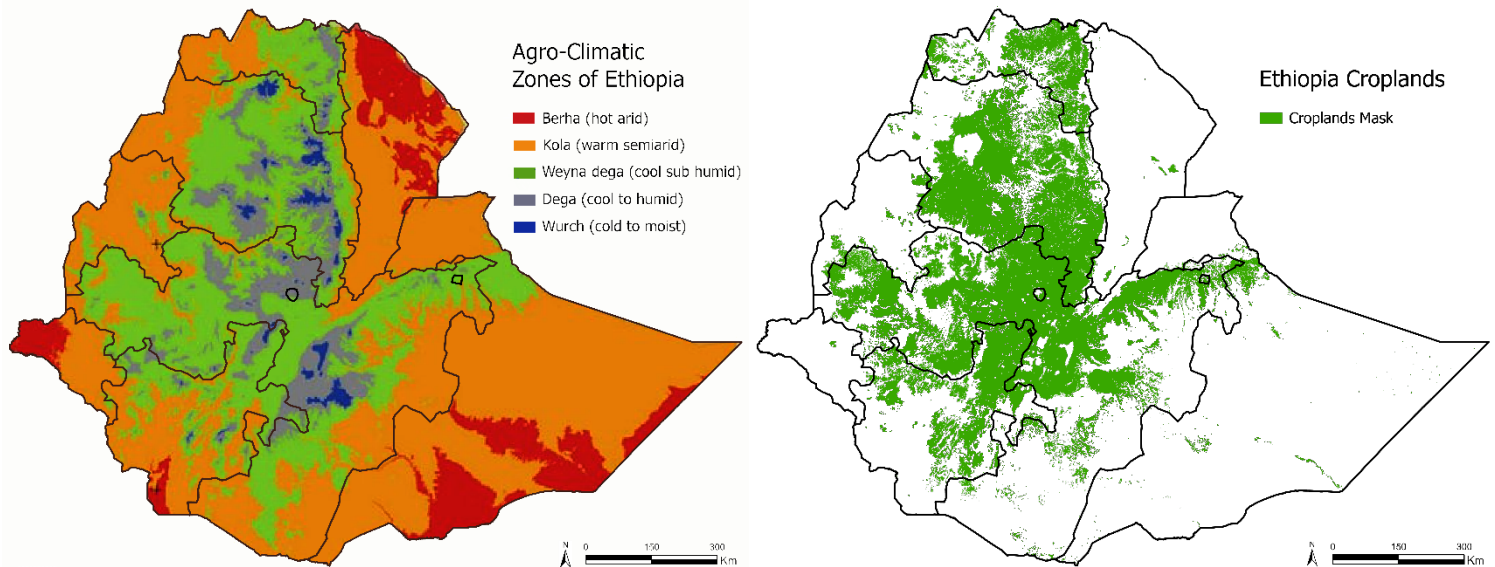 Agro-Climatic
Zones of Ethiopia
Berha (hot arid)
Kola (warm semiarid)
Weyna dega (cool sub humid)
Dega (cool to humid)
Wurch (cold to moist)
N
0 150 300
Km
Ethiopia Croplands
Croplands Mask
N
0 150 300
Km